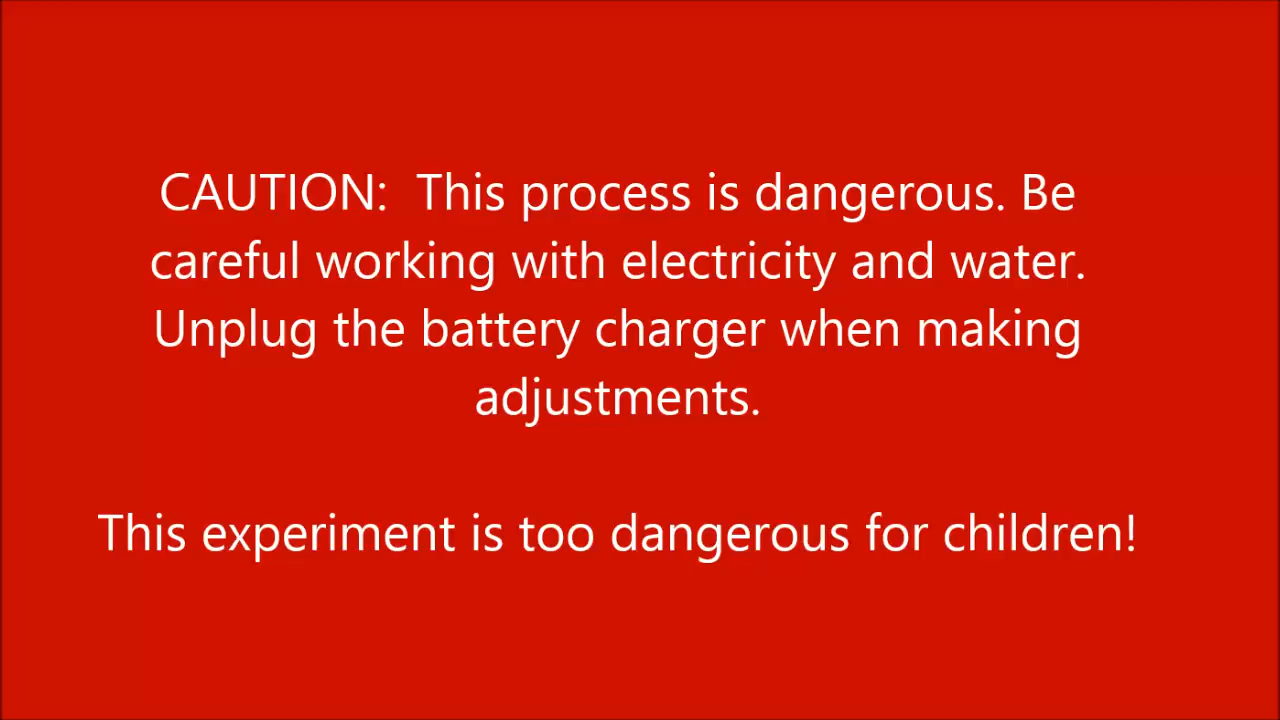 CAUTION:  This process is dangerous. Be
careful working with electricity and water.
Unplug the battery charger when making
adjustments.
This experiment is too dangerous for children!